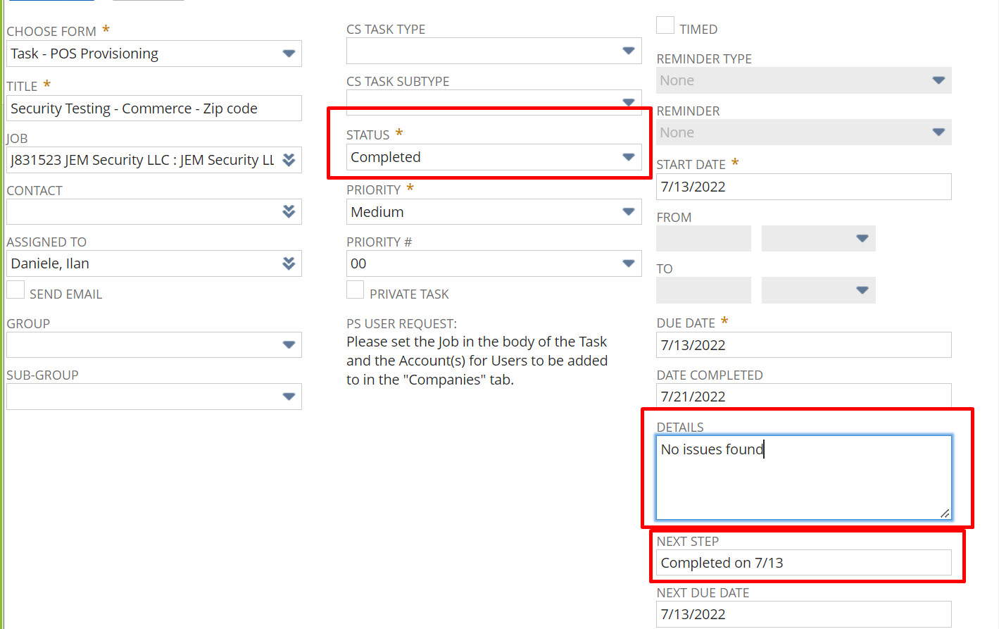 CHOOSE FORM *
Task - POS Provisioning
TITLE *
Security Testing - Commerce - Zip code
JOB
J831523 JEM Security LLC : JEM Security LL
CONTACT
ASSIGNED TO
Daniele, Ilan
SEND EMAIL
GROUP
SUB-GROUP
CS TASK TYPE
CS TASK SUBTYPE
STATUS *
Completed
PRIORITY *
Medium
PRIORITY #
00
PRIVATE TASK
PS USER REQUEST:
Please set the Job in the body of the Task
and the Account(s) for Users to be added
to in the "Companies" tab.
TIMED
REMINDER TYPE
None
REMINDER
None
START DATE *
7/13/2022
FROM
TO
DUE DATE *
7/13/2022
DATE COMPLETED
7/21/2022
DETAILS
No issues found
NEXT STEP
Completed on 7/13
NEXT DUE DATE
7/13/2022